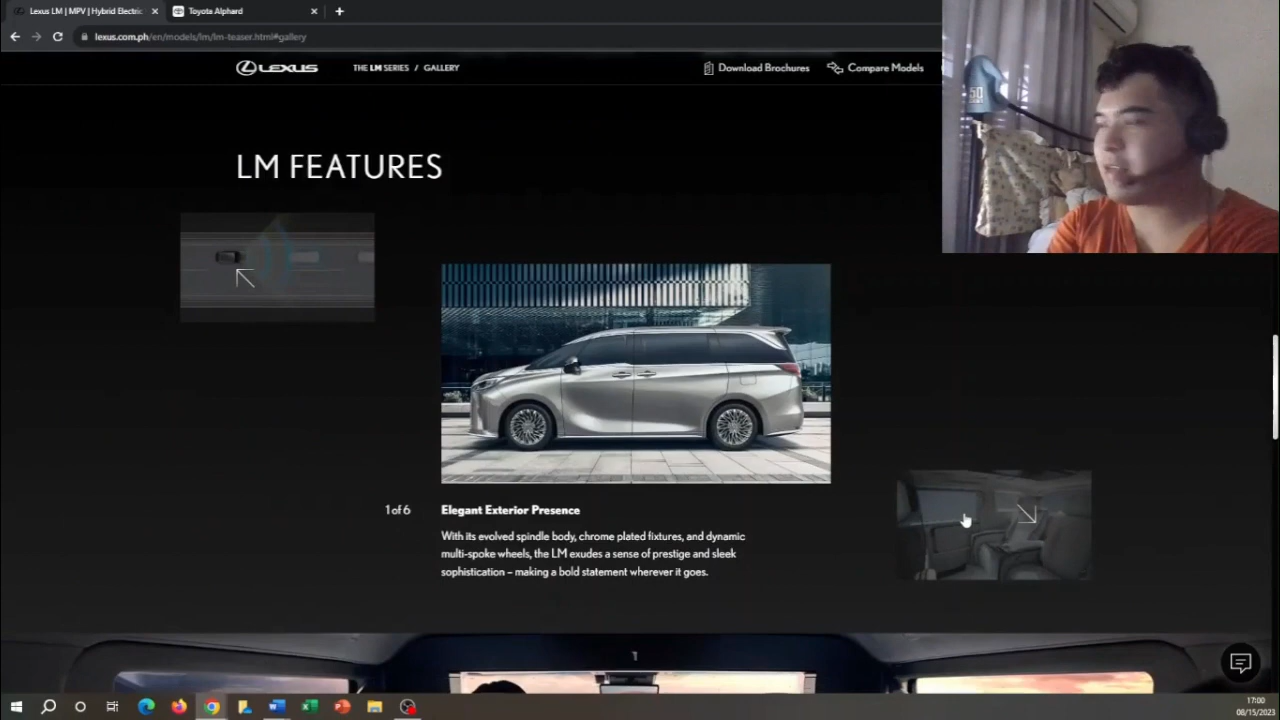 Lexus LM | MPV | Hybrid Electric
Toyota Alphard
lexus.com.ph/en/models/lm/lm-teaser.html#gallery
LEXUS
THE LM SERIES / GALLERY
Download Brochures
Compare Models
50
LM FEATURES
1 of 6
Elegant Exterior Presence
With its evolved spindle body, chrome plated fixtures, and dynamic
multi-spoke wheels, the LM exudes a sense of prestige and sleek
sophistication – making a bold statement wherever it goes.
1
17:00
08/15/2023